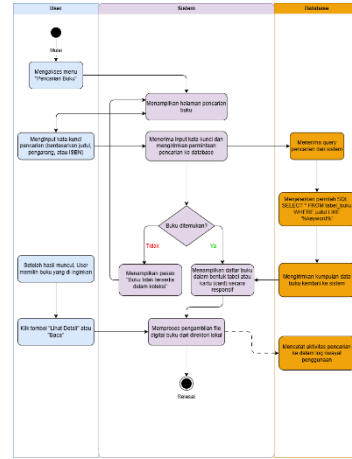 User
Sistem
Database
Mulai
Mengakses menu
"Pencarian Buku"
Menampilkan halaman pencarian
buku
Menginput kata kunci
pencarian (berdasarkan judul,
pengarang, atau ISBN)
Menerima input kata kunci dan
mengirimkan permintaan
pencarian ke database
Menerima query
pencarian dari sistem
Menjalankan perintah SQL
SELECT * FROM tabel_buku
WHERE judul LIKE
'%keyword%'
Buku ditemukan?
Tidak
Ya
Setelah hasil muncul, User
memilih buku yang di inginkan
Menampilkan pesan
"Buku tidak tersedia
dalam koleksi"
Menampilkan daftar buku
dalam bentuk tabel atau
kartu (card) secara
responsif
Mengirimkan kumpulan data
buku kembali ke sistem
Klik tombol "Lihat Detail" atau
"Baca"
Memproses pengambilan file
digital buku dari direktori lokal
Mencatat aktivitas pencarian
ke dalam log riwayat
penggunaan
Selesai